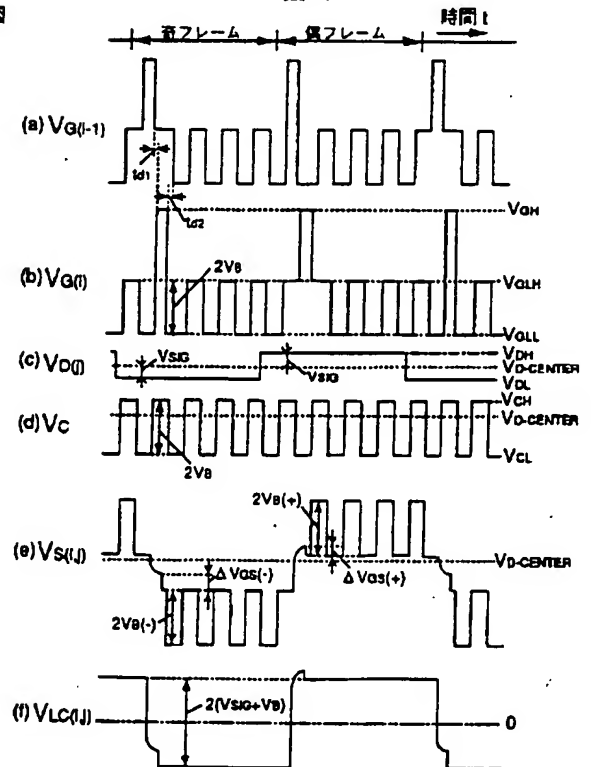 図
時間 t
奇フレーム 偶フレーム
(a) VG(i-1)
td1
td2
VGH
(b) VG(i)
2VB
VGLH
VGLL
(c) VD(j)
VSIG
VSIG
VDH
VD-CENTER
VDL
(d) VC
VCH
VD-CENTER
VCL
2VB
2VB(+)
(e) VS(i,j)
VD-CENTER
ΔVGS(-)
ΔVGS(+)
2VB(-)
(f) VLC(i,j)
2(VSIG+VB)
0